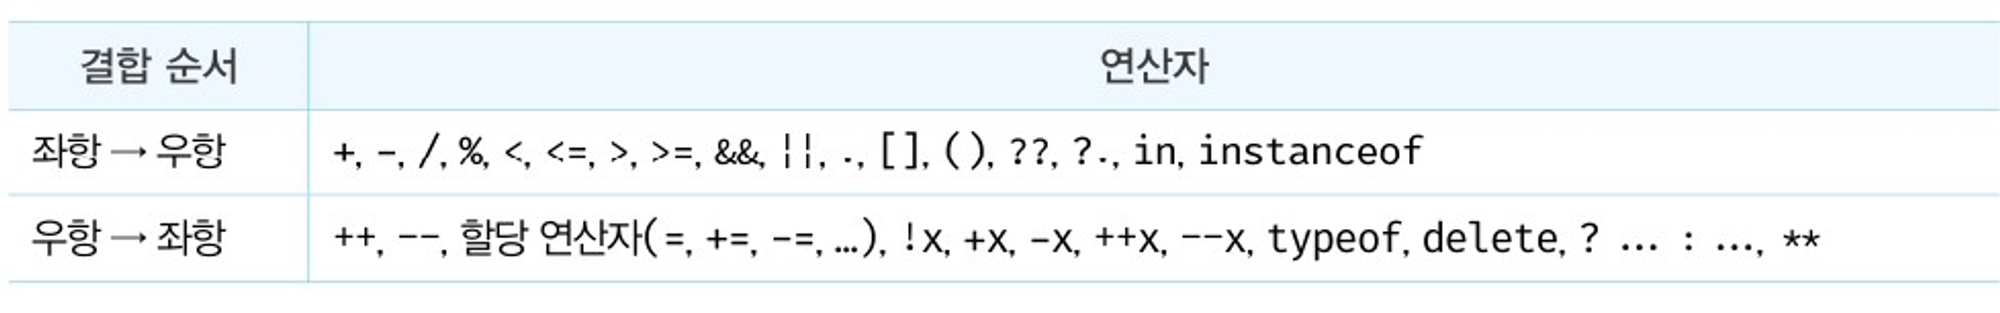 결합 순서 연산자
좌항 → 우항 +, -, /, %, <, <=, >, >=, &&, ||, ., [], (), ??, ?., in, instanceof
우항 → 좌항 ++, --, 할당 연산자(=, +=, -=, …), !x, +x, -x, ++x, --x, typeof, delete, ? … : …, **